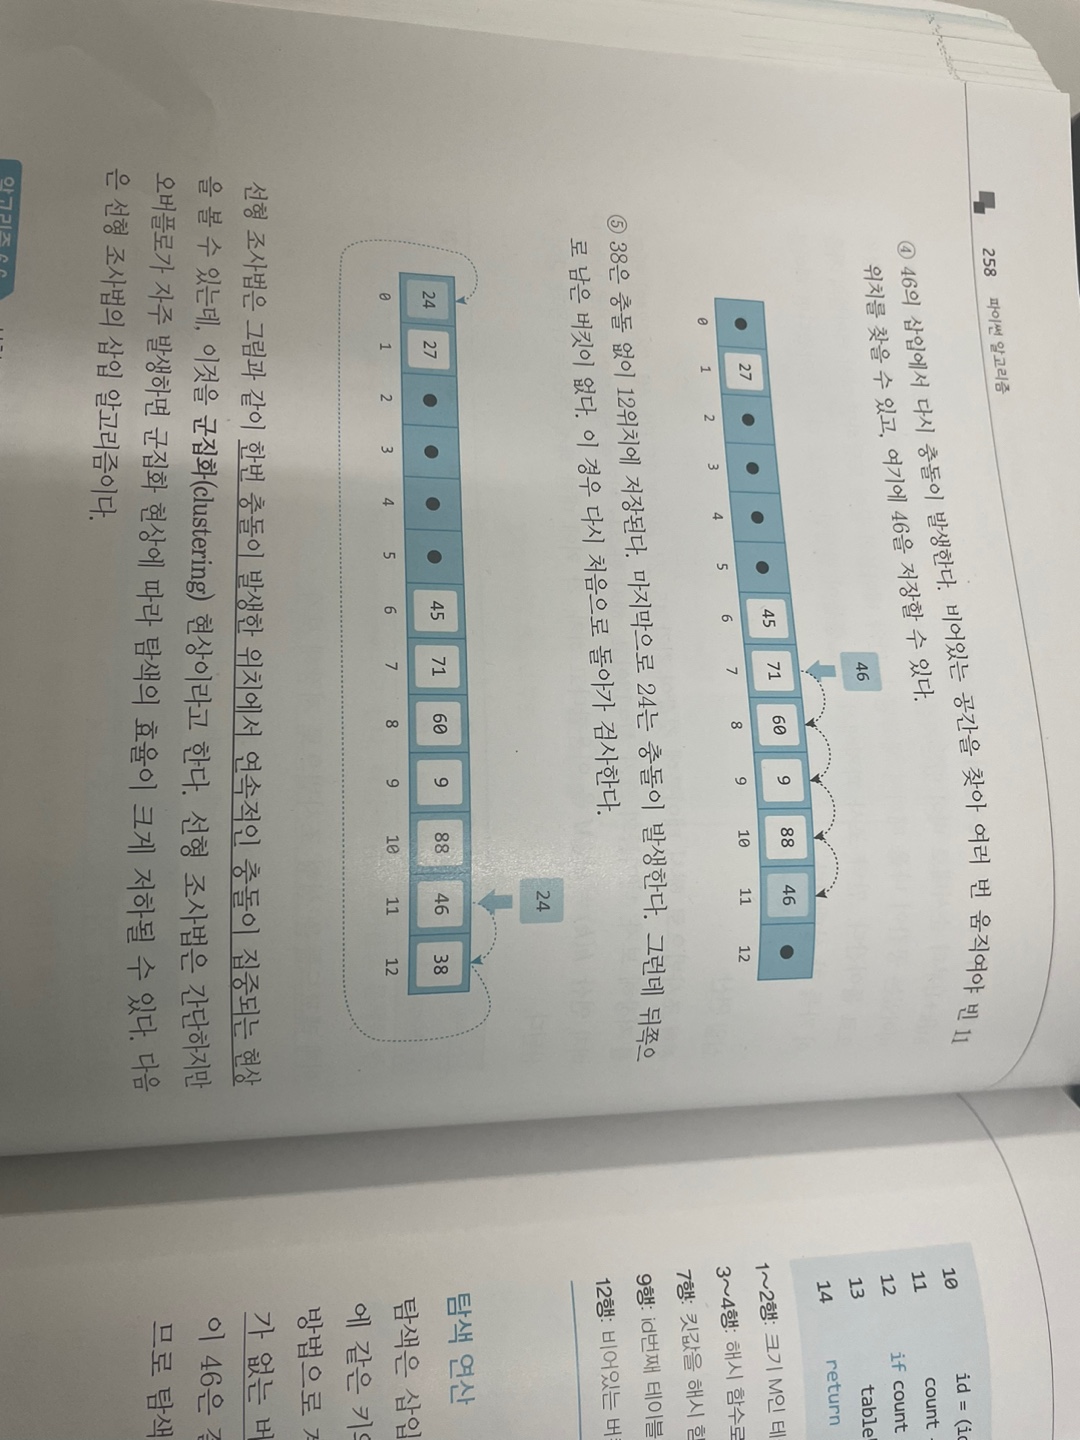 258 파이썬 알고리즘
④ 46의 삽입에서 다시 충돌이 발생한다. 비어있는 공간을 찾아 여러 번 움직여야 빈 11
위치를 찾을 수 있고, 여기에 46을 저장할 수 있다.
46
27 45 71 60 9 88 46
0 1 2 3 4 5 6 7 8 9 10 11 12
⑤ 38은 충돌 없이 12위치에 저장된다. 마지막으로 24는 충돌이 발생한다. 그런데 뒤쪽으
로 남은 버킷이 없다. 이 경우 다시 처음으로 돌아가 검사한다.
24
24 27 45 71 60 9 88 46 38
0 1 2 3 4 5 6 7 8 9 10 11 12
선형 조사법은 그림과 같이 한번 충돌이 발생한 위치에서 연속적인 충돌이 집중되는 현상
을 볼 수 있는데, 이것을 군집화(clustering) 현상이라고 한다. 선형 조사법은 간단하지만
오버플로가 자주 발생하면 군집화 현상에 따라 탐색의 효율이 크게 저하될 수 있다. 다음
은 선형 조사법의 삽입 알고리즘이다.
알고리즘 6.6
10 id = (id
11 count
12 if count
13 table
14 return
1~2행: 크기 M인 테
3~4행: 해시 함수로
7행: 킷값을 해시 함
9행: id번째 테이블
12행: 비어있는 버
탐색 연산
탐색은 삽입
에 같은 키의
방법으로
가 없는 버
이 46은
므로 탐색